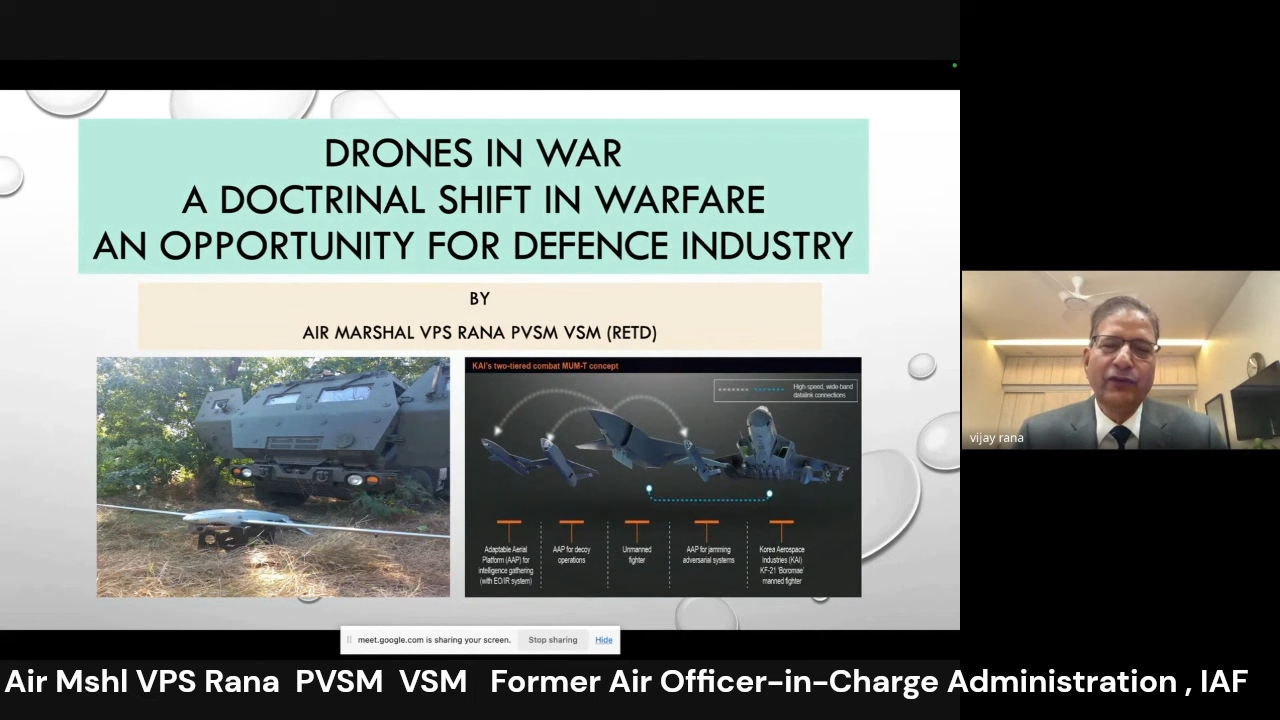 DRONES IN WAR
A DOCTRINAL SHIFT IN WARFARE
AN OPPORTUNITY FOR DEFENCE INDUSTRY
BY
AIR MARSHAL VPS RANA PVSM VSM (RETD)
KAI's two-tiered combat MUM-T concept
High-speed, wide-band
datalink connections
Adaptable Aerial
Platform (AAP) for
intelligence gathering
(with EO/IR system)
AAP for decoy
operations
Unmanned
fighter
AAP for jamming
adversarial systems
Korea Aerospace
Industries (KAI)
KF-21 'Boromae'
manned fighter
vijay rana
meet.google.com is sharing your screen.
Stop sharing
Hide
Air Mshl VPS Rana PVSM VSM Former Air Officer-in-Charge Administration , IAF